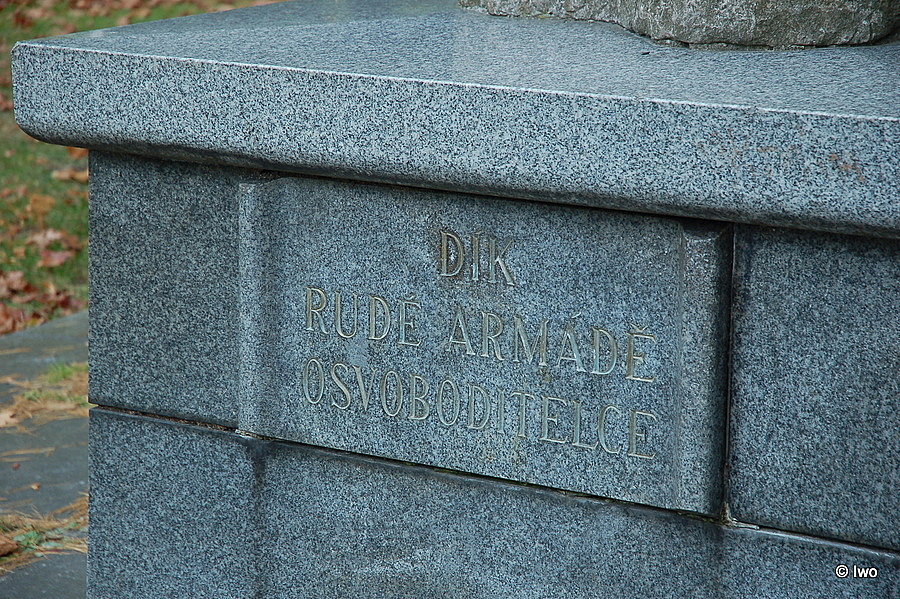 DÍK
RUDÉ ARMÁDĚ
OSVOBODITELCE
© Iwo